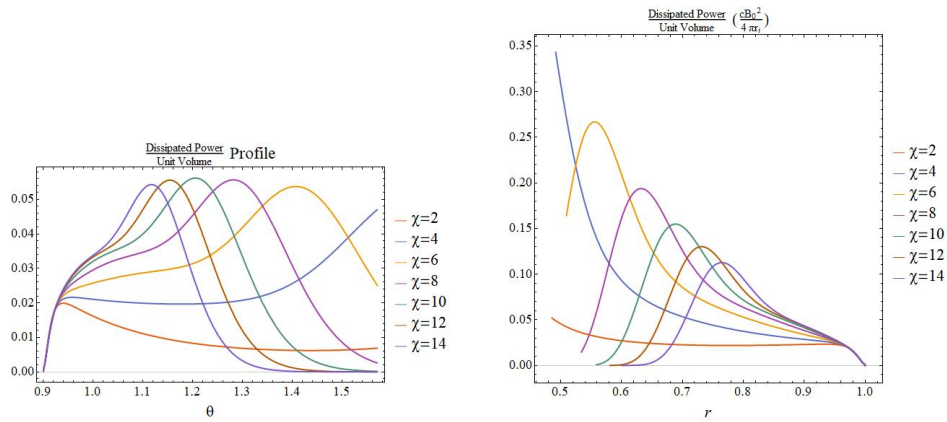 Dissipated Power
Unit Volume
Profile
0.05
0.04
0.03
0.02
0.01
0.00
0.9 1.0 1.1 1.2 1.3 1.4 1.5
θ
χ=2
χ=4
χ=6
χ=8
χ=10
χ=12
χ=14
Dissipated Power
Unit Volume
(cB₀²/4πrₜ)
0.35
0.30
0.25
0.20
0.15
0.10
0.05
0.00
0.5 0.6 0.7 0.8 0.9 1.0
r
χ=2
χ=4
χ=6
χ=8
χ=10
χ=12
χ=14